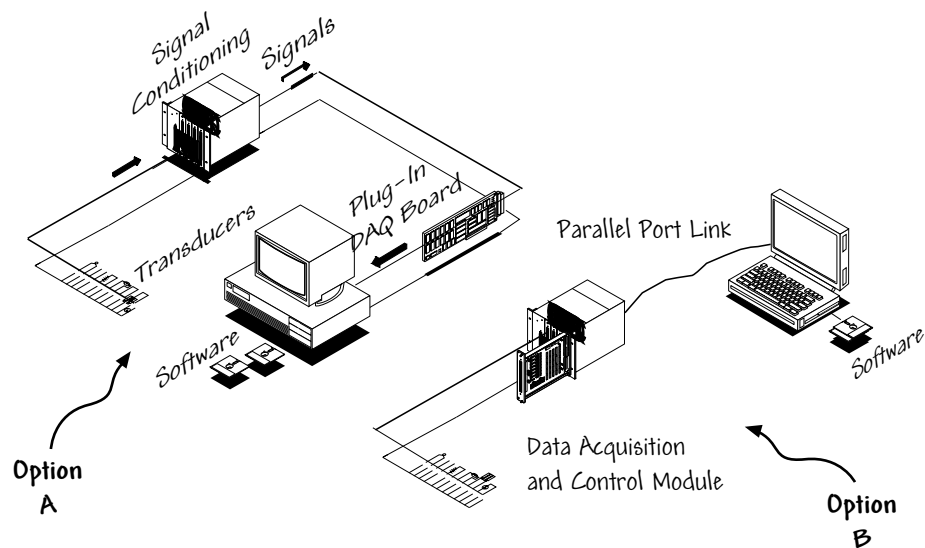 Signal
Conditioning
Signals
Transducers
Plug-In
DAQ Board
Software
Option
A
Parallel Port Link
Software
Data Acquisition
and Control Module
Option
B